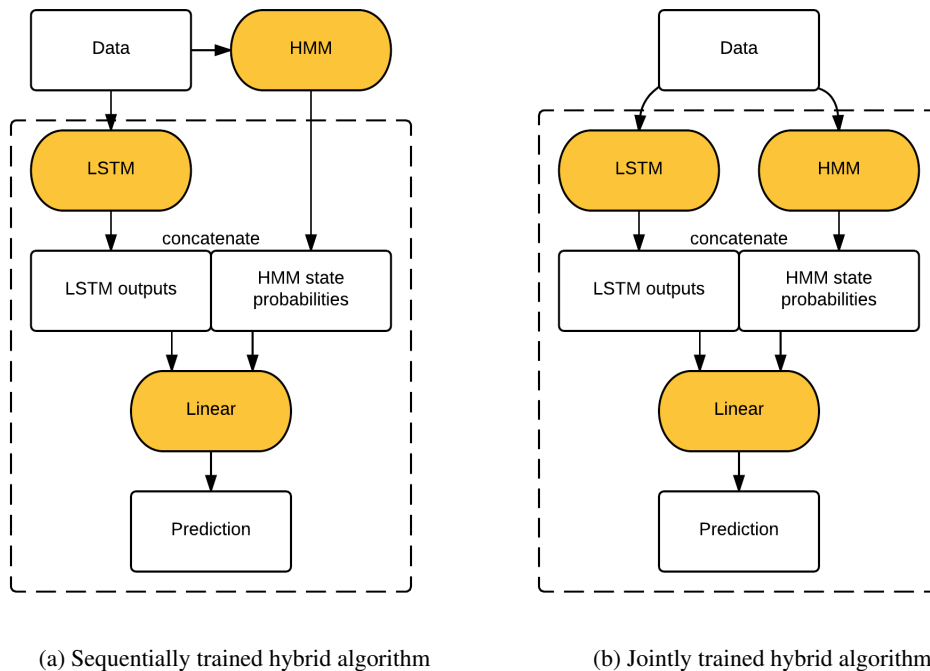 Data
HMM
LSTM
concatenate
LSTM outputs
HMM state
probabilities
Linear
Prediction
(a) Sequentially trained hybrid algorithm
Data
LSTM
HMM
concatenate
LSTM outputs
HMM state
probabilities
Linear
Prediction
(b) Jointly trained hybrid algorithm